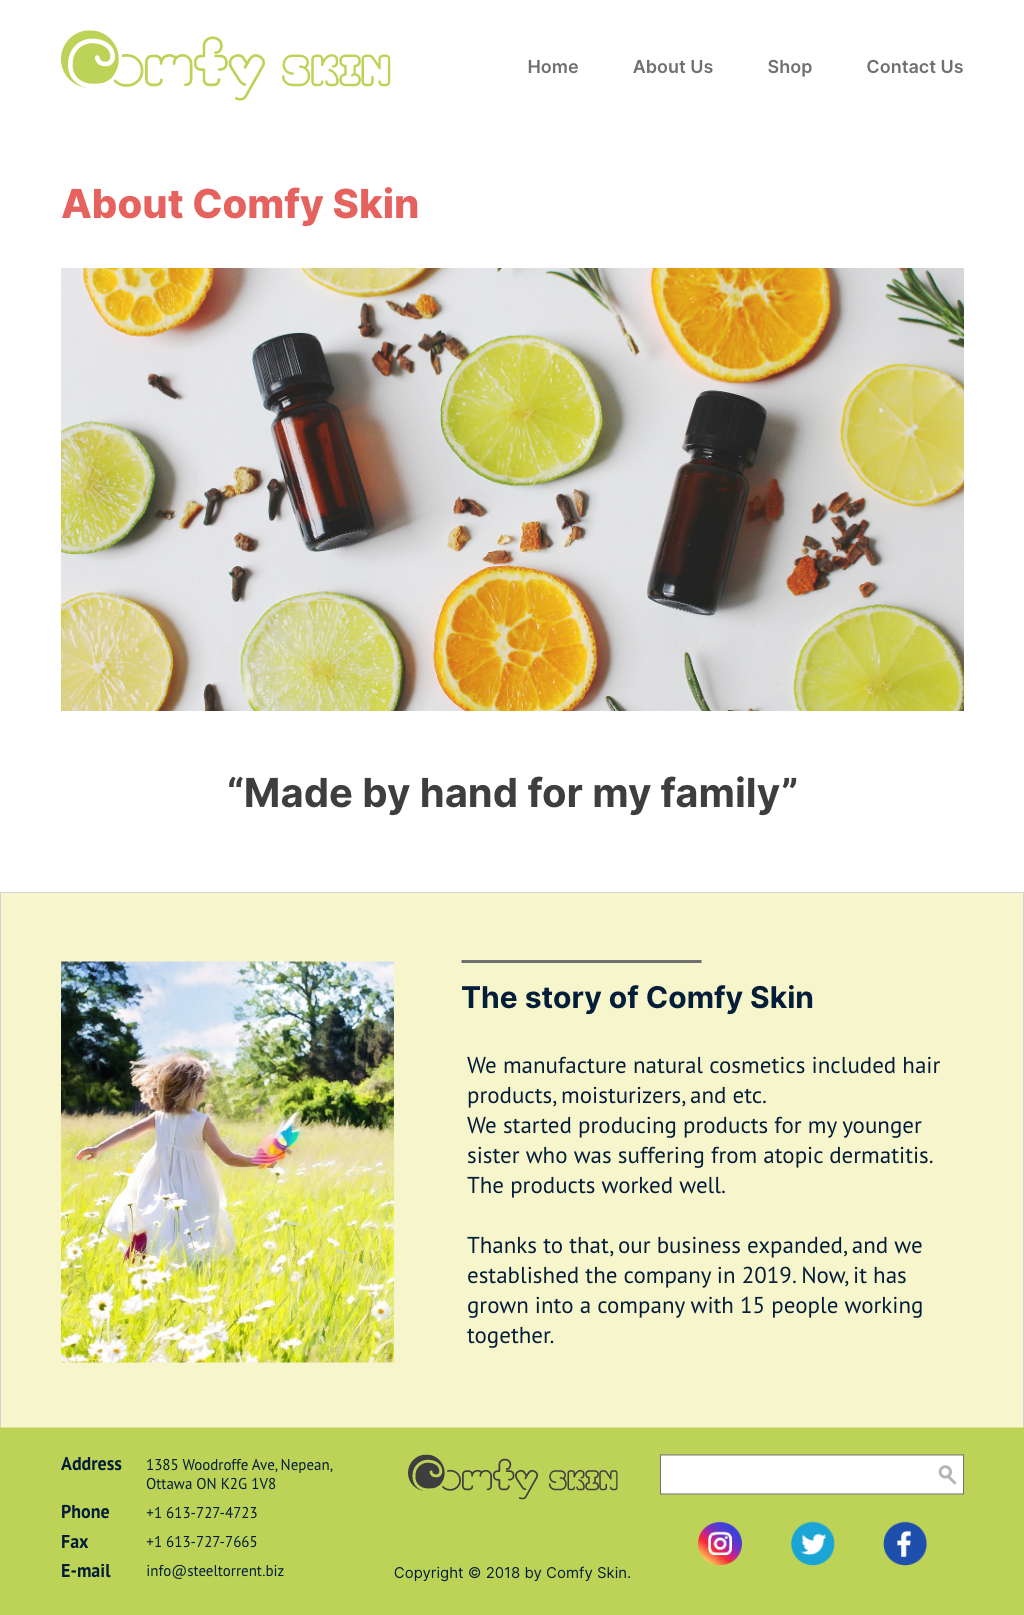 Comfy SKIN
Home About Us Shop Contact Us
About Comfy Skin
“Made by hand for my family”
The story of Comfy Skin
We manufacture natural cosmetics included hair
products, moisturizers, and etc.
We started producing products for my younger
sister who was suffering from atopic dermatitis.
The products worked well.
Thanks to that, our business expanded, and we
established the company in 2019. Now, it has
grown into a company with 15 people working
together.
Address 1385 Woodroffe Ave, Nepean,
Ottawa ON K2G 1V8
Phone +1 613-727-4723
Fax +1 613-727-7665
E-mail info@steeltorrent.biz
Comfy SKIN
Copyright © 2018 by Comfy Skin.